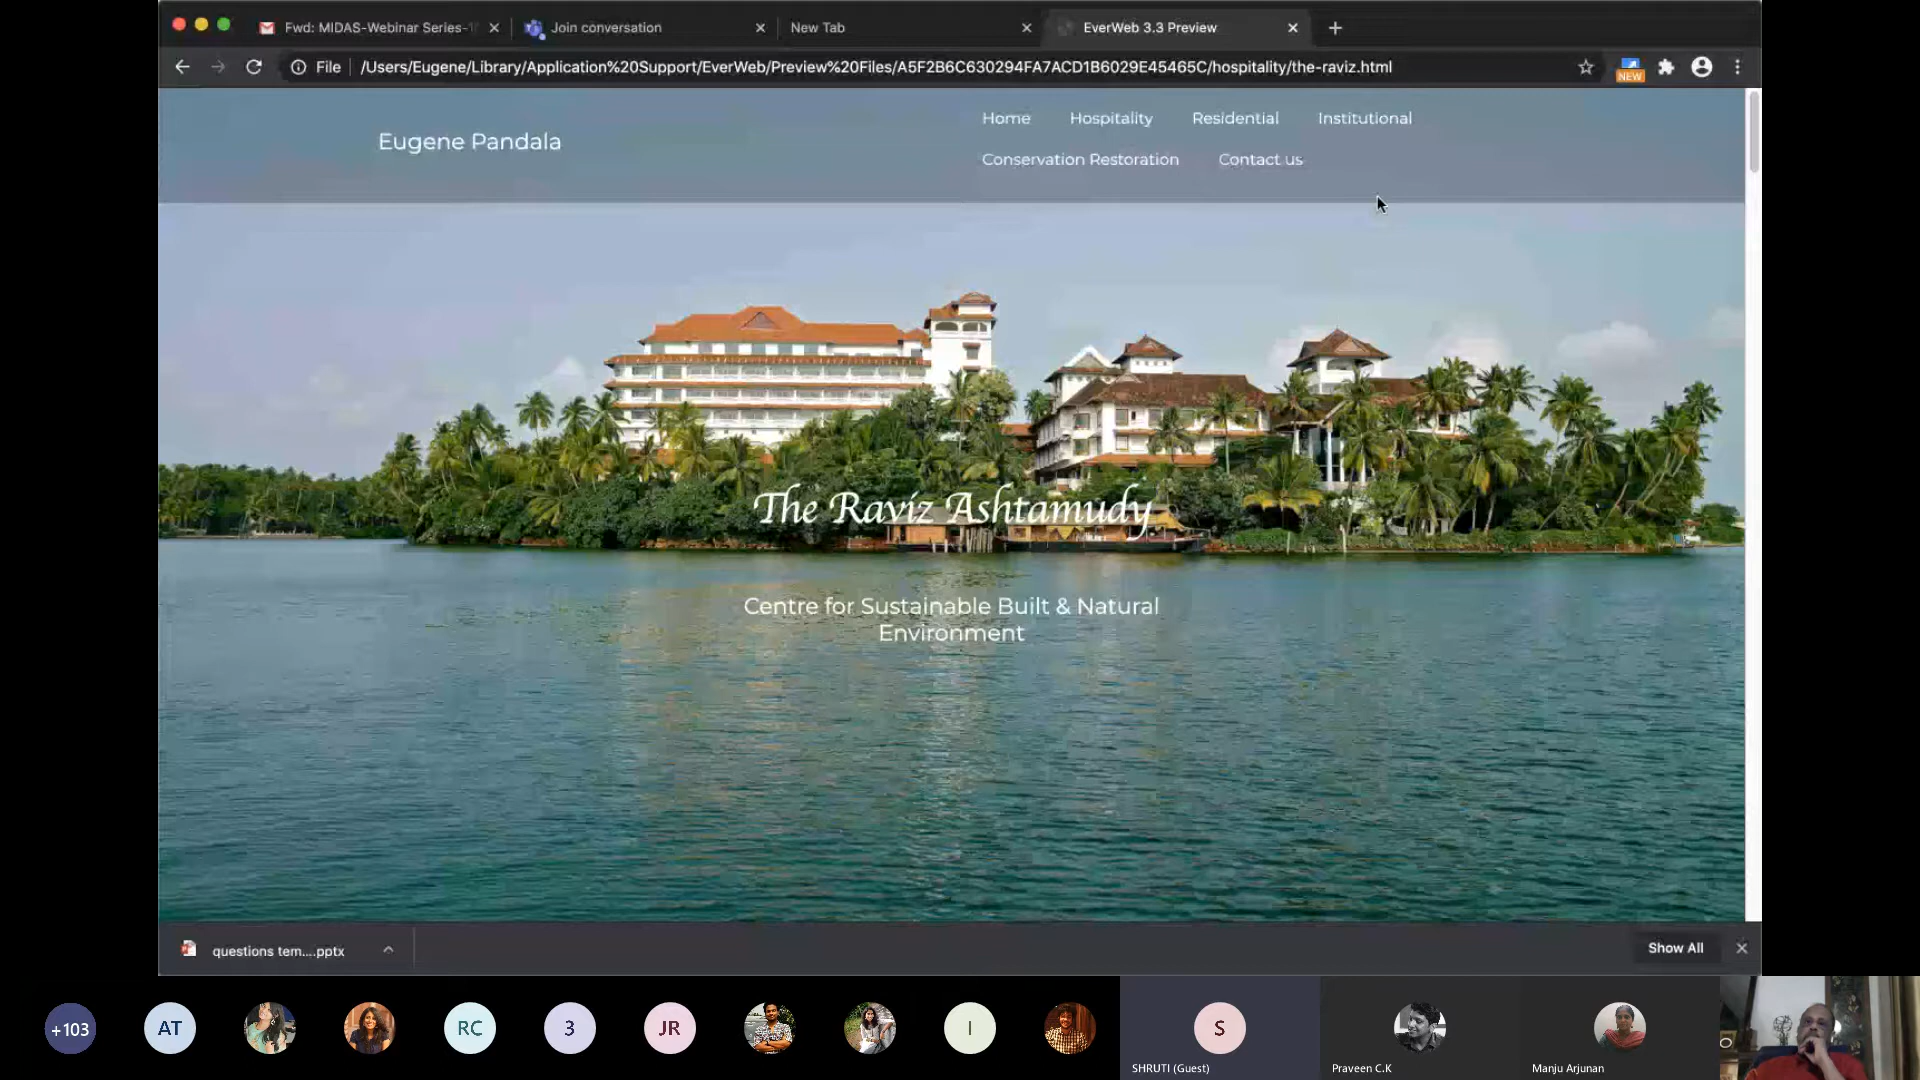 Fwd: MIDAS-Webinar Series-1
Join conversation
New Tab
EverWeb 3.3 Preview
File
/Users/Eugene/Library/Application%20Support/EverWeb/Preview%20Files/A5F2B6C630294FA7ACD1B6029E45465C/hospitality/the-raviz.html
NEW
Eugene Pandala
Home Hospitality Residential Institutional
Conservation Restoration Contact us
The Raviz Ashtamudy
Centre for Sustainable Built & Natural
Environment
questions tem....pptx
Show All
+103
AT
RC
3
JR
I
S
SHRUTI (Guest)
Praveen C.K
Manju Arjunan